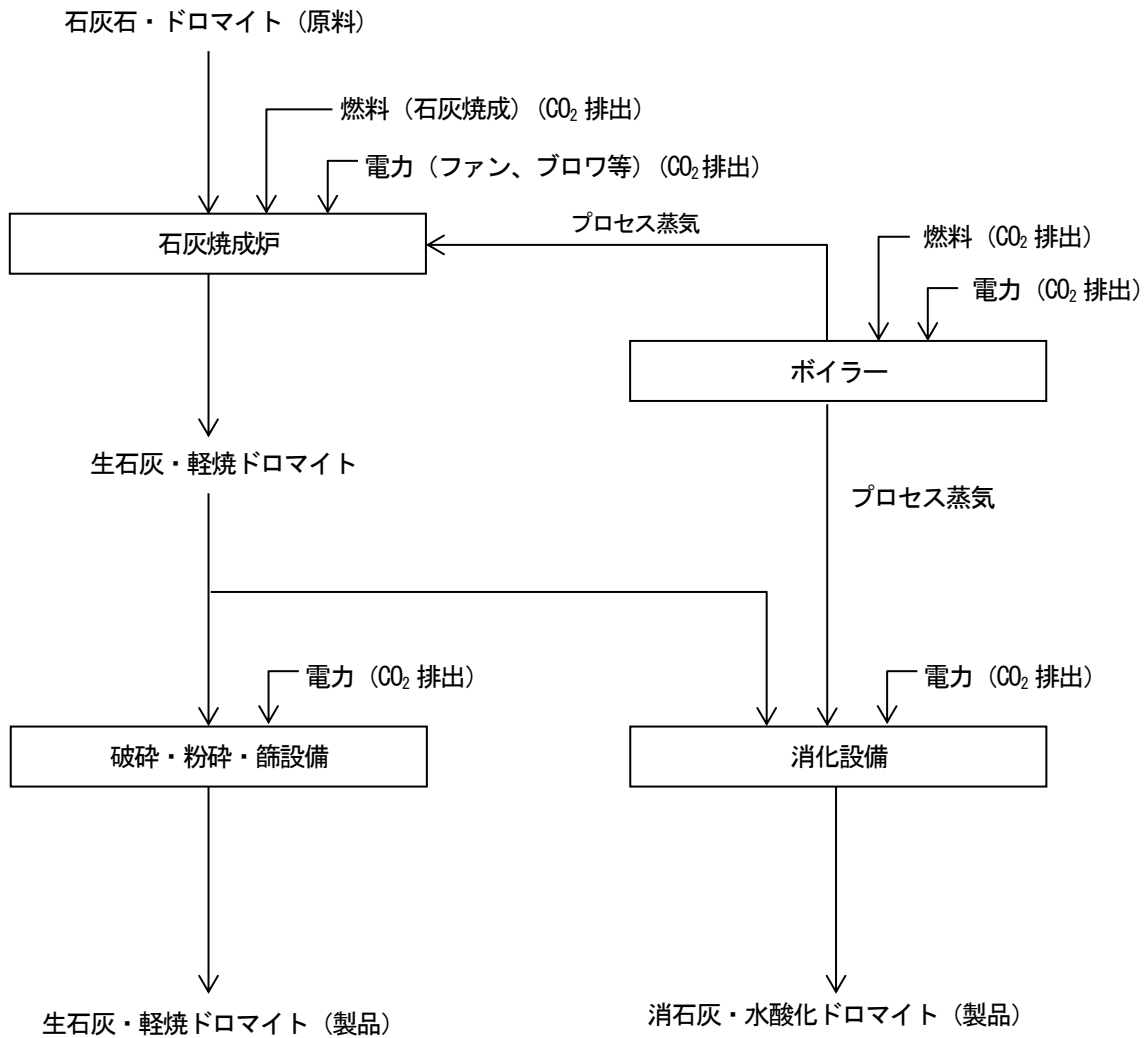 石灰石・ドロマイト（原料）
燃料（石灰焼成）（CO₂ 排出）
電力（ファン、ブロワ等）（CO₂排出）
プロセス蒸気
石灰焼成炉
燃料（CO₂ 排出）
電力（CO₂ 排出）
ボイラー
生石灰・軽焼ドロマイト
プロセス蒸気
電力（CO₂ 排出）
電力（CO₂ 排出）
破砕・粉砕・篩設備
消化設備
生石灰・軽焼ドロマイト（製品）
消石灰・水酸化ドロマイト（製品）